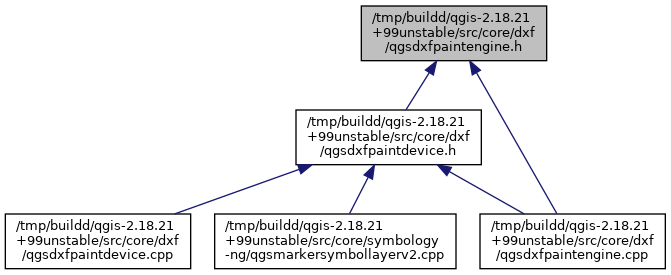 /tmp/buildd/qgis-2.18.21
+99unstable/src/core/dxf
/qgsdxfpaintengine.h
/tmp/buildd/qgis-2.18.21
+99unstable/src/core/dxf
/qgsdxfpaintdevice.h
/tmp/buildd/qgis-2.18.21
+99unstable/src/core/dxf
/qgsdxfpaintdevice.cpp
/tmp/buildd/qgis-2.18.21
+99unstable/src/core/symbology
-ng/qgsmarkersymbollayerv2.cpp
/tmp/buildd/qgis-2.18.21
+99unstable/src/core/dxf
/qgsdxfpaintengine.cpp